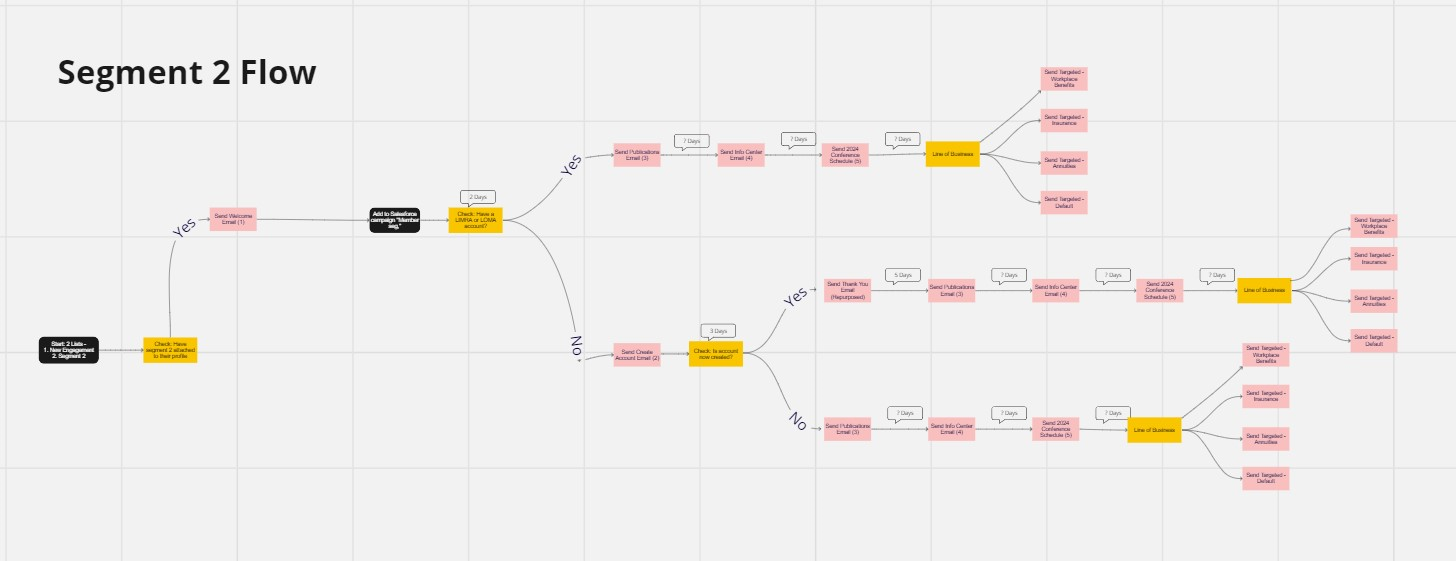 Segment 2 Flow
Start: 2 Lists -
1. New Engagement
2. Segment 2
Check: Have
segment 2 attached
to their profile
Yes
Send Welcome
Email (1)
Add to Salesforce
campaign "Member
seg,"
2 Days
Check: Have a
LIMRA or LOMA
account?
Yes
Send Publications
Email (3)
7 Days
Send Info Center
Email (4)
7 Days
Send 2024
Conference
Schedule (5)
7 Days
Line of Business
Send Targeted -
Workplace
Benefits
Send Targeted -
Insurance
Send Targeted -
Annuities
Send Targeted -
Default
No
Send Create
Account Email (2)
3 Days
Check: Is account
now created?
Yes
Send Thank You
Email
(Repurposed)
5 Days
Send Publications
Email (3)
7 Days
Send Info Center
Email (4)
7 Days
Send 2024
Conference
Schedule (5)
7 Days
Line of Business
Send Targeted -
Workplace
Benefits
Send Targeted -
Insurance
Send Targeted -
Annuities
Send Targeted -
Default
No
Send Publications
Email (3)
7 Days
Send Info Center
Email (4)
7 Days
Send 2024
Conference
Schedule (5)
7 Days
Line of Business
Send Targeted -
Workplace
Benefits
Send Targeted -
Insurance
Send Targeted -
Annuities
Send Targeted -
Default